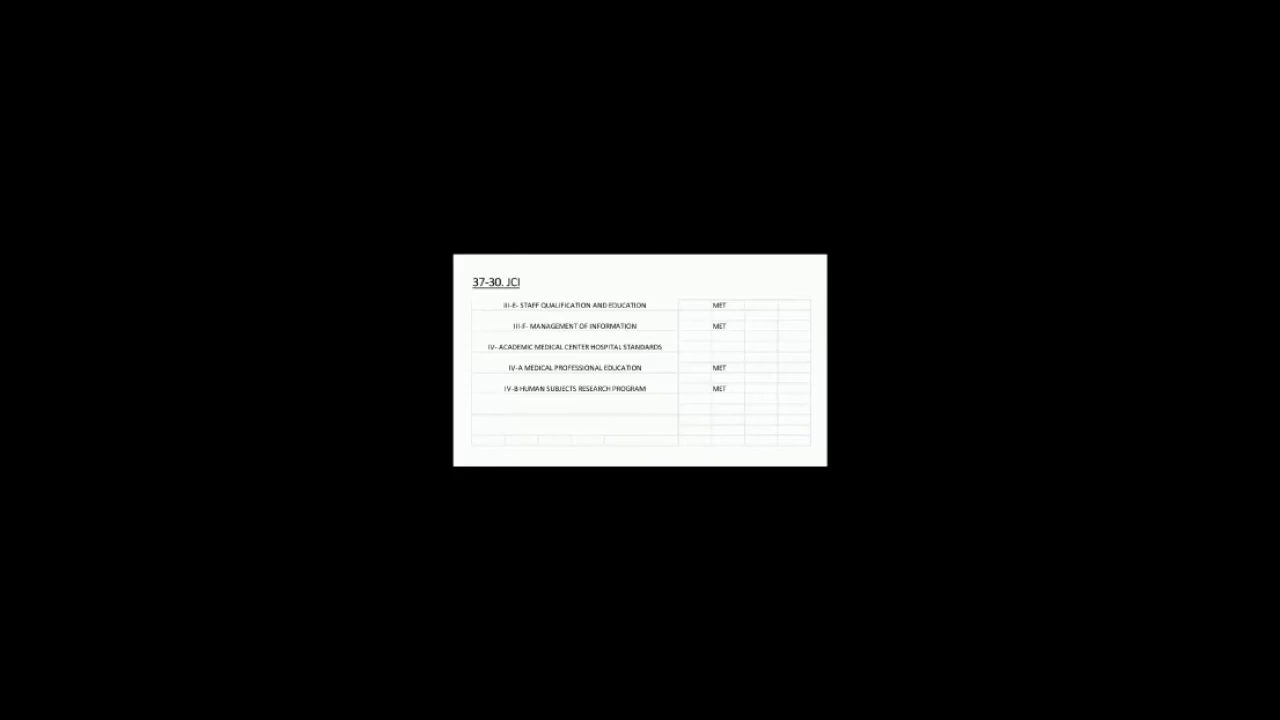 37-30. JCI
III-E- STAFF QUALIFICATION AND EDUCATION MET
III-F- MANAGEMENT OF INFORMATION MET
IV- ACADEMIC MEDICAL CENTER HOSPITAL STANDARDS
IV-A MEDICAL PROFESSIONAL EDUCATION MET
IV-B HUMAN SUBJECTS RESEARCH PROGRAM MET